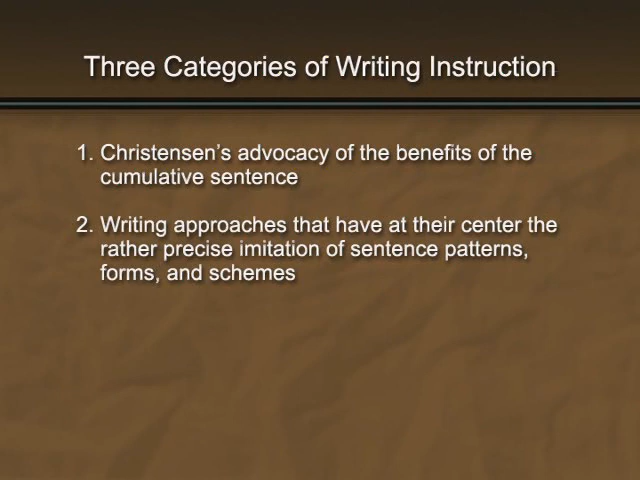 Three Categories of Writing Instruction
1. Christensen’s advocacy of the benefits of the
cumulative sentence
2. Writing approaches that have at their center the
rather precise imitation of sentence patterns,
forms, and schemes